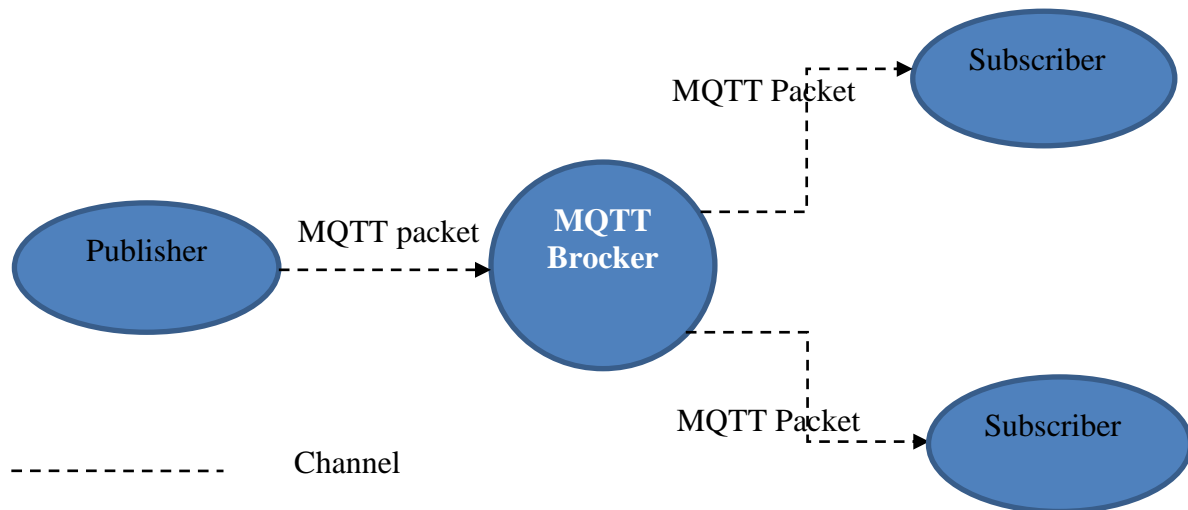 Subscriber
MQTT Packet
MQTT
Brocker
MQTT packet
Publisher
MQTT Packet
Subscriber
Channel